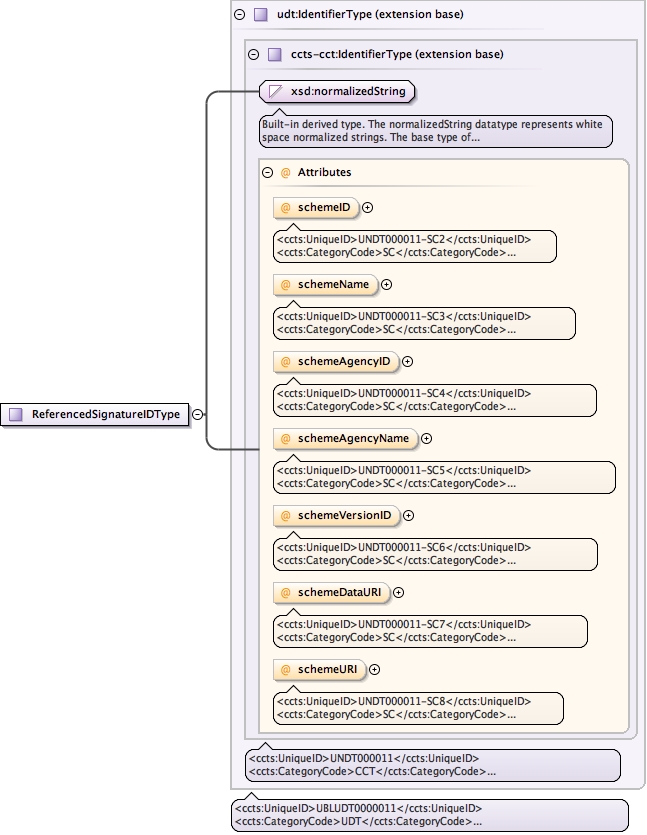 udt:IdentifierType (extension base)
ccts-cct:IdentifierType (extension base)
xsd:normalizedString
Built-in derived type. The normalizedString datatype represents white
space normalized strings. The base type of...
@ Attributes
@ schemeID
<ccts:UniqueID>UNDT000011-SC2</ccts:UniqueID>
<ccts:CategoryCode>SC</ccts:CategoryCode>...
@ schemeName
<ccts:UniqueID>UNDT000011-SC3</ccts:UniqueID>
<ccts:CategoryCode>SC</ccts:CategoryCode>...
@ schemeAgencyID
<ccts:UniqueID>UNDT000011-SC4</ccts:UniqueID>
<ccts:CategoryCode>SC</ccts:CategoryCode>...
ReferencedSignatureIDType
@ schemeAgencyName
<ccts:UniqueID>UNDT000011-SC5</ccts:UniqueID>
<ccts:CategoryCode>SC</ccts:CategoryCode>...
@ schemeVersionID
<ccts:UniqueID>UNDT000011-SC6</ccts:UniqueID>
<ccts:CategoryCode>SC</ccts:CategoryCode>...
@ schemeDataURI
<ccts:UniqueID>UNDT000011-SC7</ccts:UniqueID>
<ccts:CategoryCode>SC</ccts:CategoryCode>...
@ schemeURI
<ccts:UniqueID>UNDT000011-SC8</ccts:UniqueID>
<ccts:CategoryCode>SC</ccts:CategoryCode>...
<ccts:UniqueID>UNDT000011</ccts:UniqueID>
<ccts:CategoryCode>CCT</ccts:CategoryCode>...
<ccts:UniqueID>UBLUDT0000011</ccts:UniqueID>
<ccts:CategoryCode>UDT</ccts:CategoryCode>...